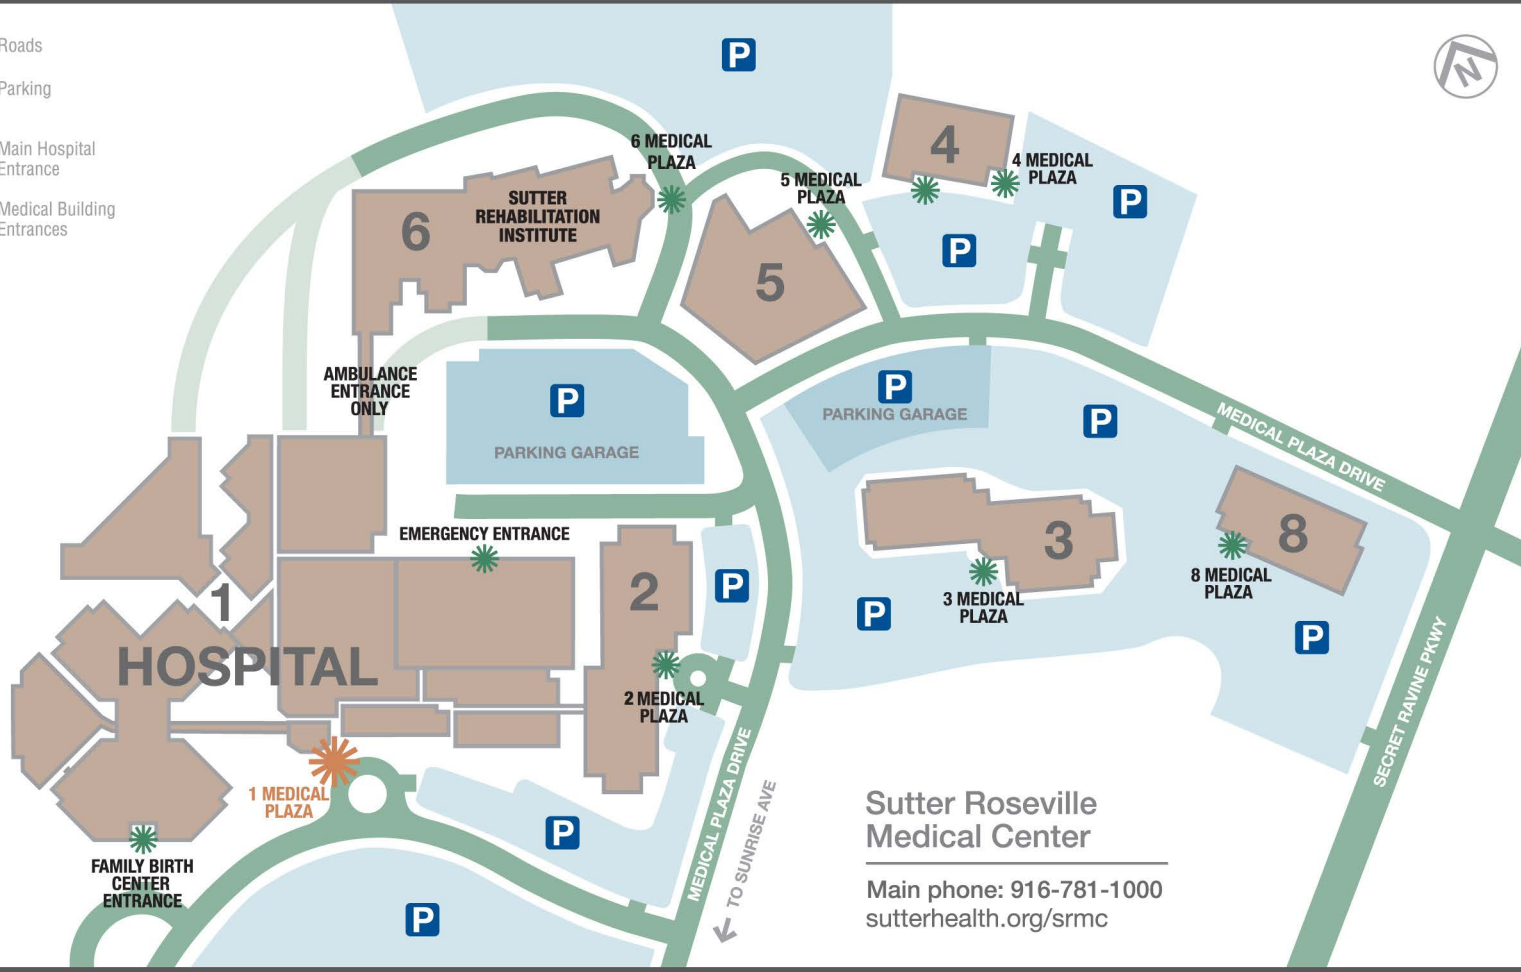 Roads
Parking
Main Hospital
Entrance
Medical Building
Entrances
P
N
6 MEDICAL
PLAZA
4
4 MEDICAL
PLAZA
5 MEDICAL
PLAZA
P
P
6
SUTTER
REHABILITATION
INSTITUTE
5
AMBULANCE
ENTRANCE
ONLY
P
PARKING GARAGE
P
PARKING GARAGE
P
MEDICAL PLAZA DRIVE
EMERGENCY ENTRANCE
1
HOSPITAL
2
P
2 MEDICAL
PLAZA
3
3 MEDICAL
PLAZA
P
8
8 MEDICAL
PLAZA
P
SECRET RAVINE PKWY
1 MEDICAL
PLAZA
FAMILY BIRTH
CENTER
ENTRANCE
P
P
MEDICAL PLAZA DRIVE
TO SUNRISE AVE
Sutter Roseville
Medical Center
Main phone: 916-781-1000
sutterhealth.org/srmc